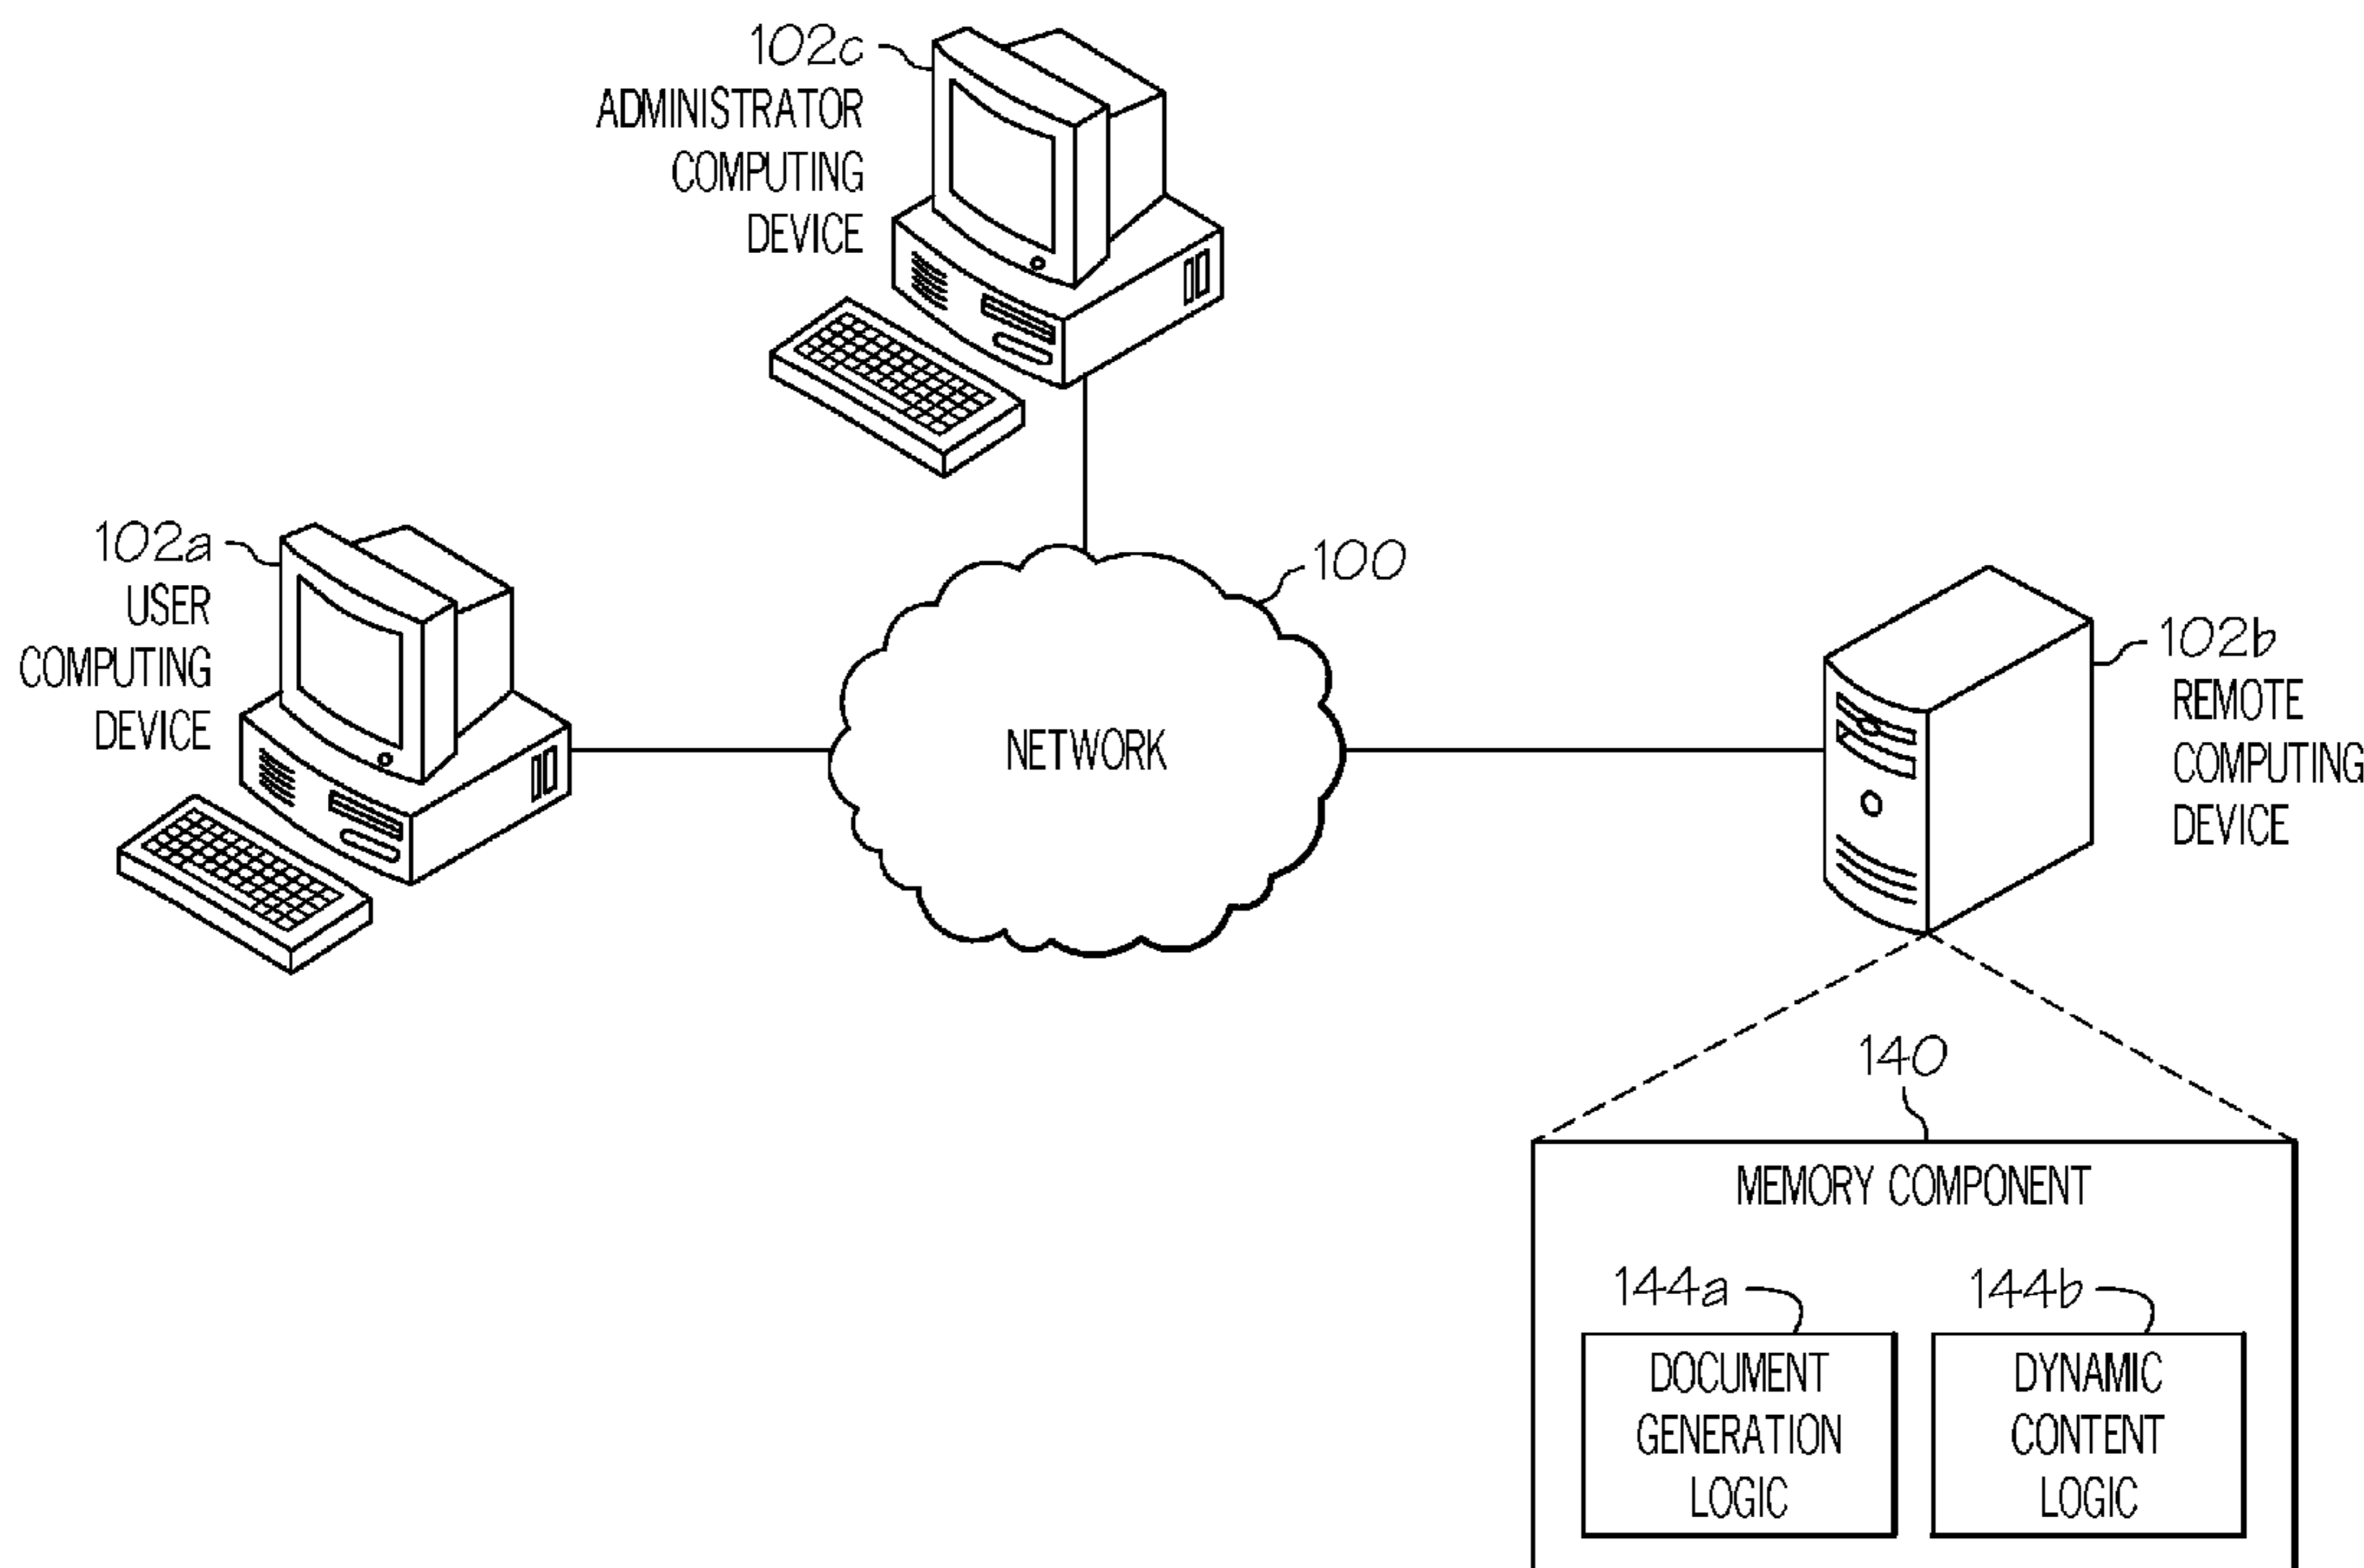 102c
ADMINISTRATOR
COMPUTING
DEVICE
102a
USER
COMPUTING
DEVICE
100
NETWORK
102b
REMOTE
COMPUTING
DEVICE
140
MEMORY COMPONENT
144a
DOCUMENT
GENERATION
LOGIC
144b
DYNAMIC
CONTENT
LOGIC